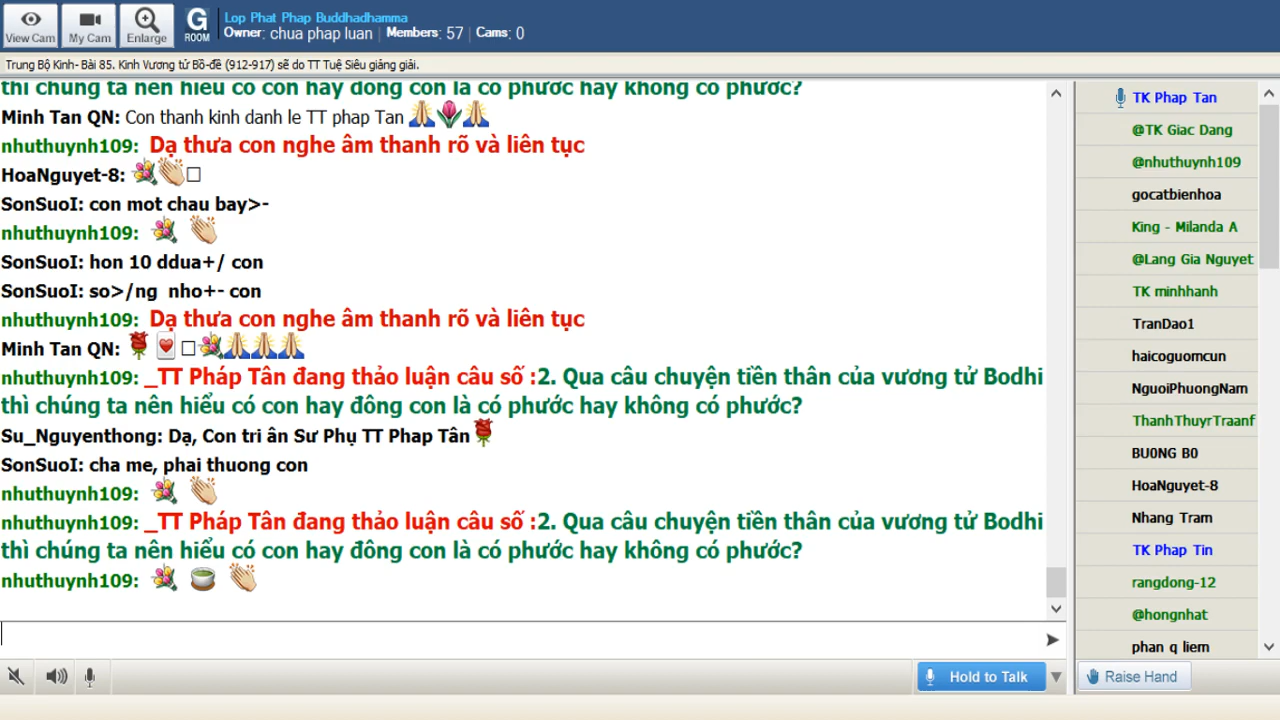 View Cam
My Cam
Enlarge
G
ROOM
Lop Phat Phap Buddhadhamma
Owner: chua phap luan | Members: 57 | Cams: 0
Trung Bộ Kinh- Bài 85. Kinh Vương tử Bồ-đề (912-917) sẽ do TT Tuệ Siêu giảng giải.
thì chúng ta nên hiểu có con hay đông con là có phước hay không có phước?
Minh Tan QN: Con thanh kinh danh le TT phap Tan 🙏🌷🙏
nhuthuynh109: Dạ thưa con nghe âm thanh rõ và liên tục
HoaNguyet-8: 💐👏□
SonSuoI: con mot chau bay>-
nhuthuynh109: 💐 👏
SonSuoI: hon 10 ddua+/ con
SonSuoI: so>/ng nho+- con
nhuthuynh109: Dạ thưa con nghe âm thanh rõ và liên tục
Minh Tan QN: 🌹💌□💐🙏🙏🙏
nhuthuynh109: _TT Pháp Tân đang thảo luận câu số :2. Qua câu chuyện tiền thân của vương tử Bodhi
thì chúng ta nên hiểu có con hay đông con là có phước hay không có phước?
Su_Nguyenthong: Dạ, Con tri ân Sư Phụ TT Phap Tân🌹
SonSuoI: cha me, phai thuong con
nhuthuynh109: 💐 👏
nhuthuynh109: _TT Pháp Tân đang thảo luận câu số :2. Qua câu chuyện tiền thân của vương tử Bodhi
thì chúng ta nên hiểu có con hay đông con là có phước hay không có phước?
nhuthuynh109: 💐 🍵 👏
Hold to Talk
TK Phap Tan
@TK Giac Dang
@nhuthuynh109
gocatbienhoa
King - Milanda A
@Lang Gia Nguyet
TK minhhanh
TranDao1
haicoguomcun
NguoiPhuongNam
ThanhThuyrTraanf
BU0NG B0
HoaNguyet-8
Nhang Tram
TK Phap Tin
rangdong-12
@hongnhat
phan q liem
Raise Hand